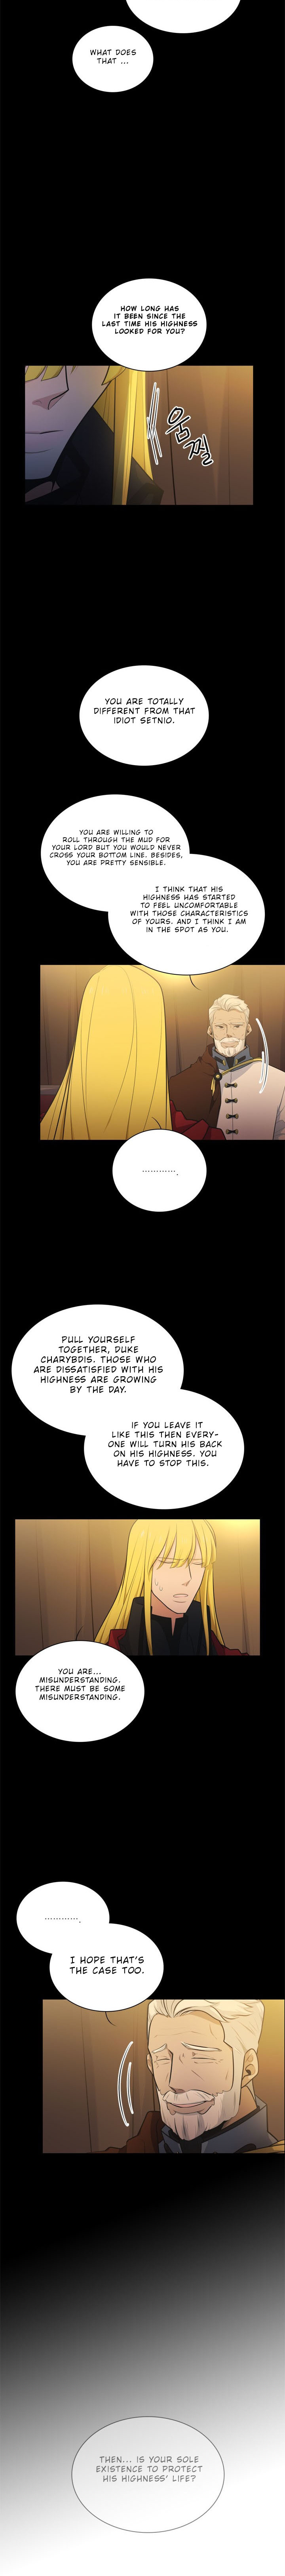 WHAT DOES
THAT ...
HOW LONG HAS
IT BEEN SINCE THE
LAST TIME HIS HIGHNESS
LOOKED FOR YOU?
움찔
YOU ARE TOTALLY
DIFFERENT FROM THAT
IDIOT SETNIO.
YOU ARE WILLING TO
ROLL THROUGH THE MUD FOR
YOUR LORD BUT YOU WOULD NEVER
CROSS YOUR BOTTOM LINE. BESIDES,
YOU ARE PRETTY SENSIBLE.
I THINK THAT HIS
HIGHNESS HAS STARTED
TO FEEL UNCOMFORTABLE
WITH THOSE CHARACTERISTICS
OF YOURS. AND I THINK I AM
IN THE SPOT AS YOU.
............
PULL YOURSELF
TOGETHER, DUKE
CHARYBDIS. THOSE WHO
ARE DISSATISFIED WITH HIS
HIGHNESS ARE GROWING
BY THE DAY.
IF YOU LEAVE IT
LIKE THIS THEN EVERY-
ONE WILL TURN HIS BACK
ON HIS HIGHNESS. YOU
HAVE TO STOP THIS.
YOU ARE...
MISUNDERSTANDING.
THERE MUST BE SOME
MISUNDERSTANDING.
............
I HOPE THAT'S
THE CASE TOO.
THEN... IS YOUR SOLE
EXISTENCE TO PROTECT
HIS HIGHNESS' LIFE?